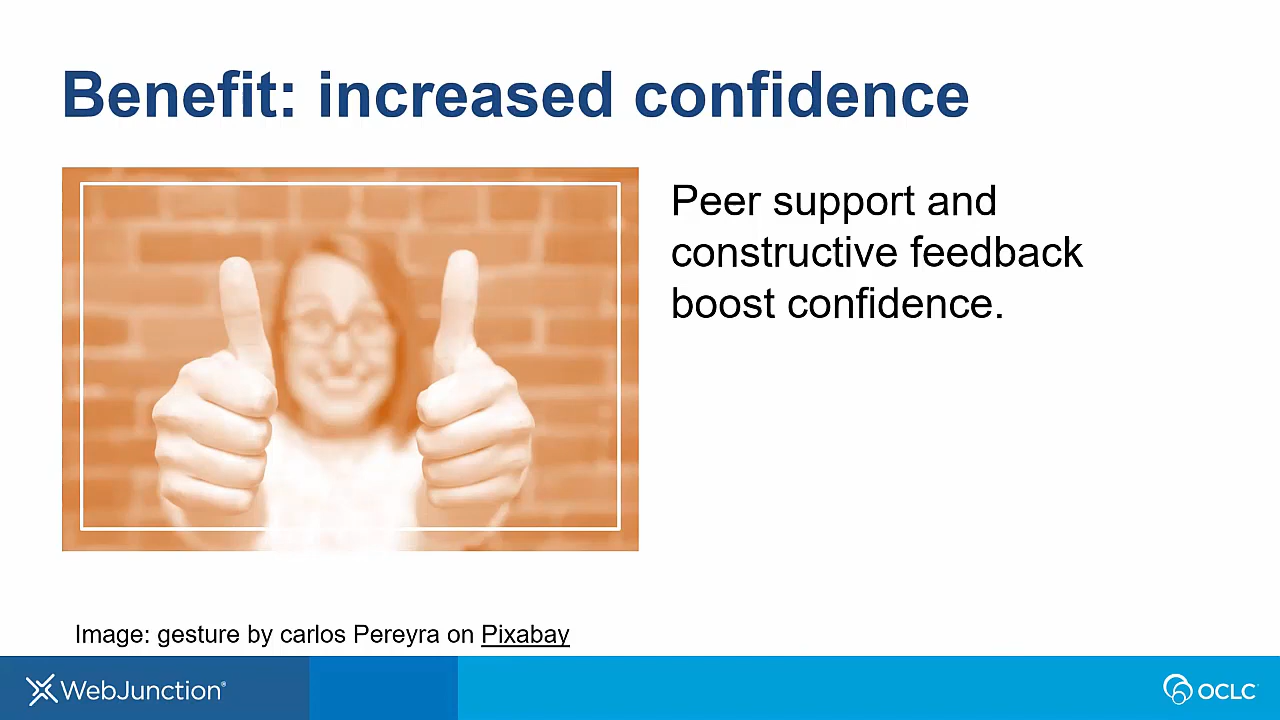 Benefit: increased confidence
Peer support and
constructive feedback
boost confidence.
Image: gesture by carlos Pereyra on Pixabay
WebJunction®
OCLC